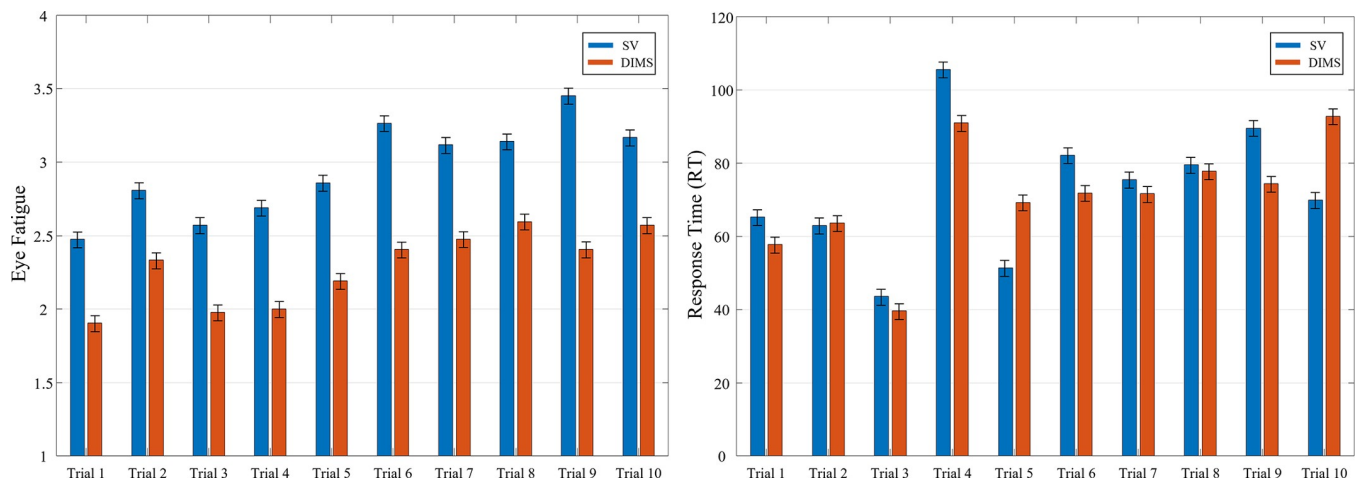 4
3.5
3
2.5
2
1.5
1
Eye Fatigue
SV
DIMS
Trial 1 Trial 2 Trial 3 Trial 4 Trial 5 Trial 6 Trial 7 Trial 8 Trial 9 Trial 10
120
100
80
60
40
20
0
Response Time (RT)
SV
DIMS
Trial 1 Trial 2 Trial 3 Trial 4 Trial 5 Trial 6 Trial 7 Trial 8 Trial 9 Trial 10